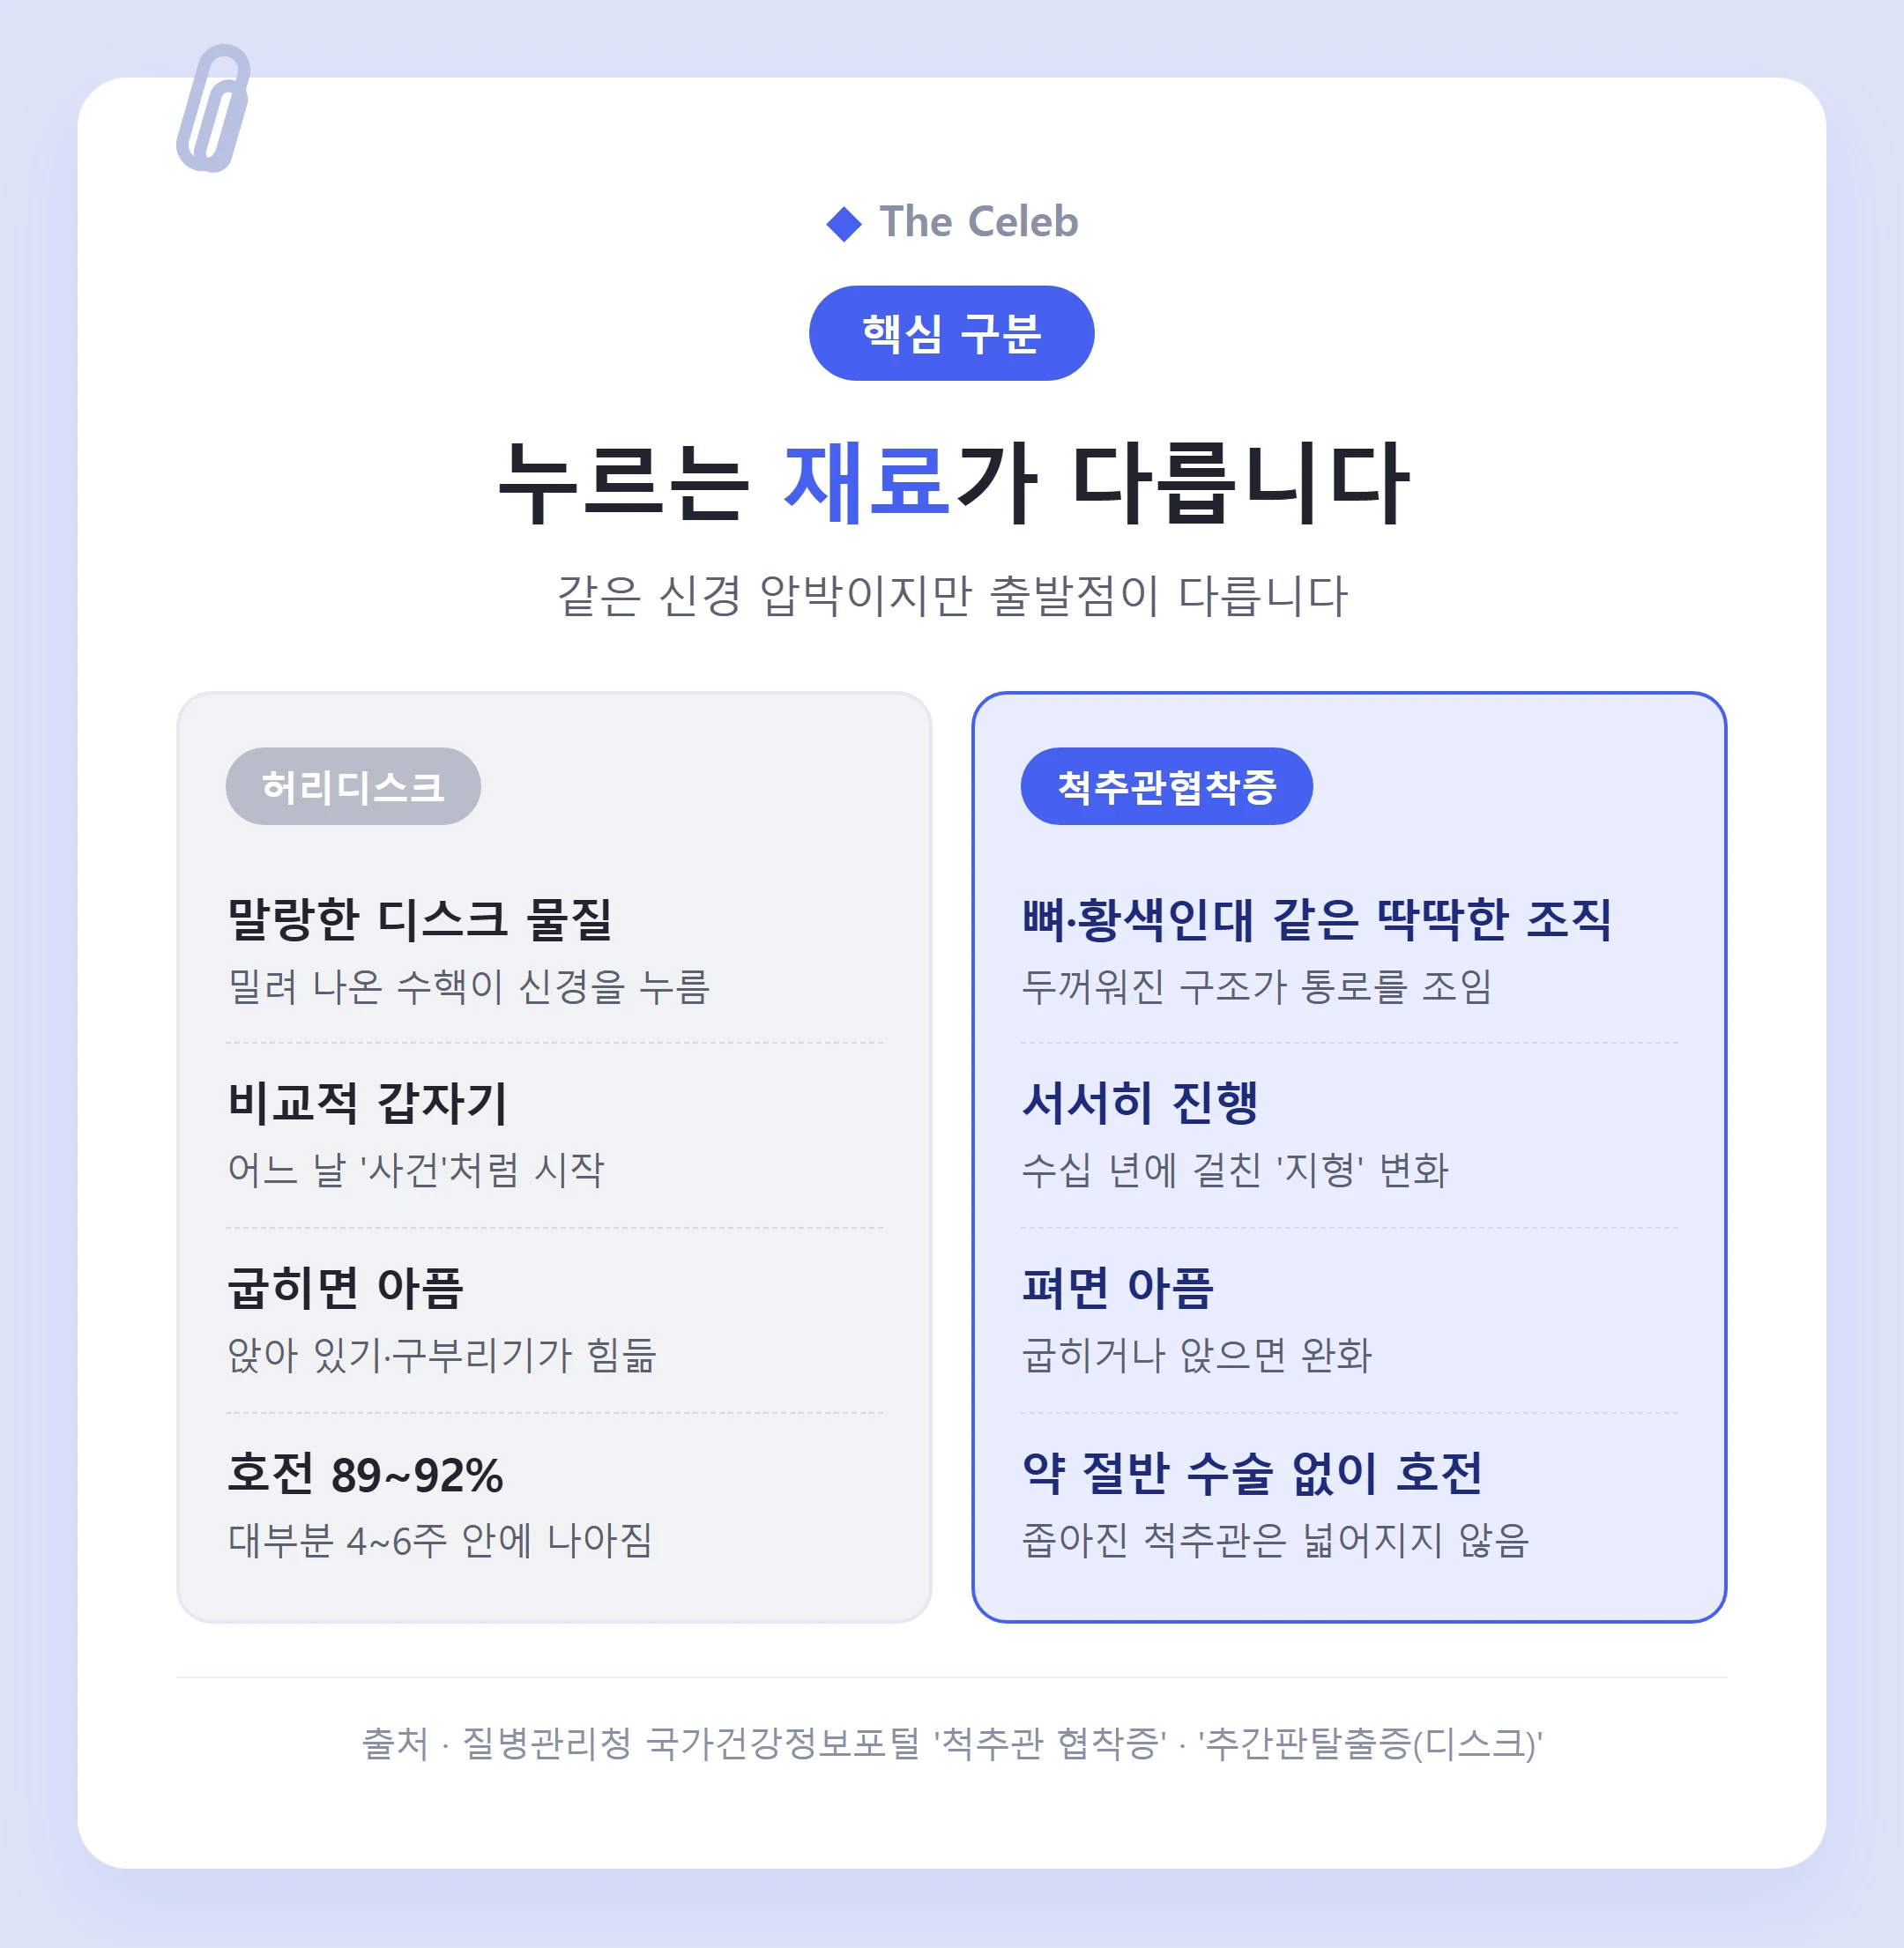 The Celeb
핵심 구분
누르는 재료가 다릅니다
같은 신경 압박이지만 출발점이 다릅니다
허리디스크
말랑한 디스크 물질
밀려 나온 수핵이 신경을 누름
비교적 갑자기
어느 날 '사건'처럼 시작
굽히면 아픔
앉아 있기·구부리기가 힘듦
호전 89~92%
대부분 4~6주 안에 나아짐
척추관협착증
뼈·황색인대 같은 딱딱한 조직
두꺼워진 구조가 통로를 조임
서서히 진행
수십 년에 걸친 '지형' 변화
펴면 아픔
굽히거나 앉으면 완화
약 절반 수술 없이 호전
좁아진 척추관은 넓어지지 않음
출처 · 질병관리청 국가건강정보포털 '척추관 협착증' · '추간판탈출증(디스크)'